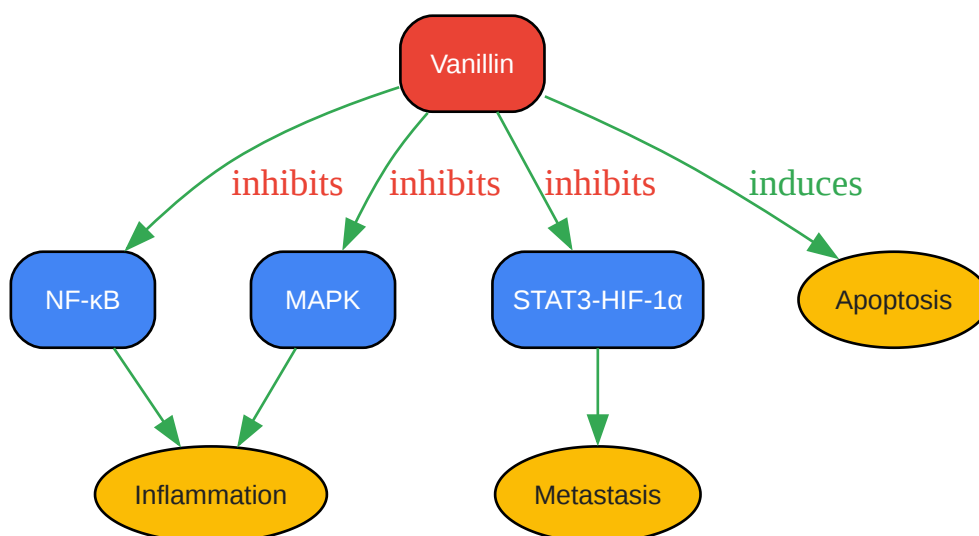 Vanillin
inhibits inhibits inhibits induces
NF-κB MAPK STAT3-HIF-1α Apoptosis
Inflammation Metastasis